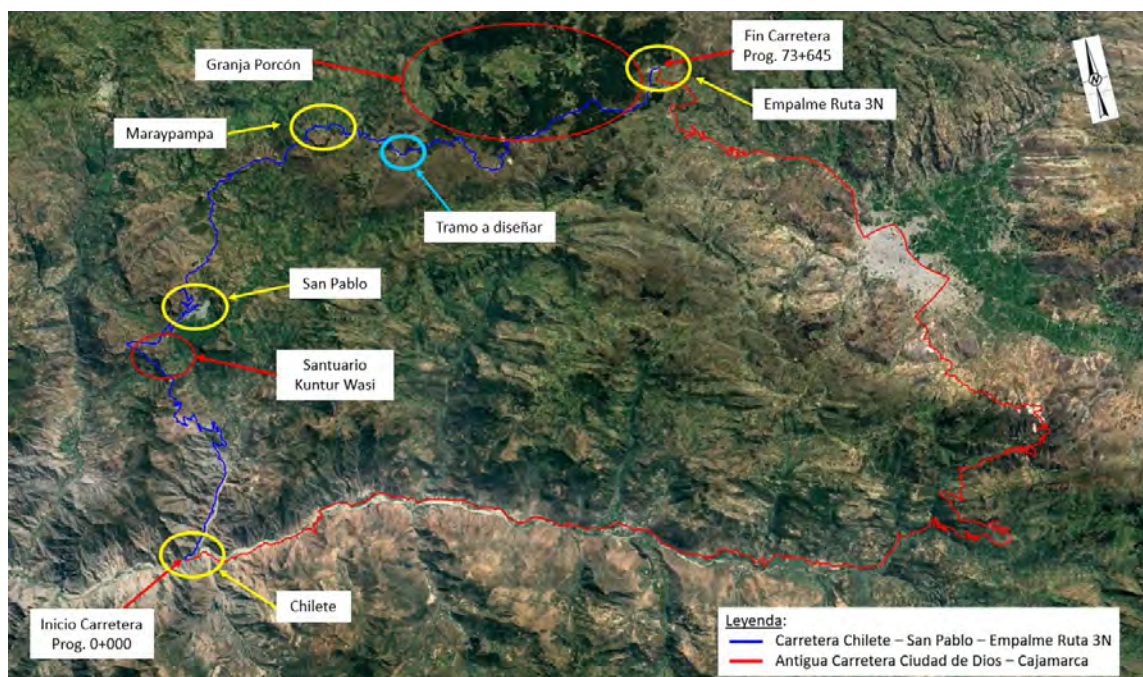 Granja Porcón
Fin Carretera
Prog. 73+645
N
Empalme Ruta 3N
Maraypampa
Tramo a diseñar
San Pablo
Santuario
Kuntur Wasi
Inicio Carretera
Prog. 0+000
Chilete
Leyenda:
Carretera Chilete – San Pablo – Empalme Ruta 3N
Antigua Carretera Ciudad de Dios – Cajamarca